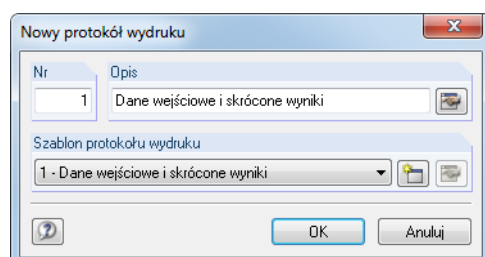 Nowy protokół wydruku
Nr Opis
1 Dane wejściowe i skrócone wyniki
Szablon protokołu wydruku
1 - Dane wejściowe i skrócone wyniki
OK Anuluj